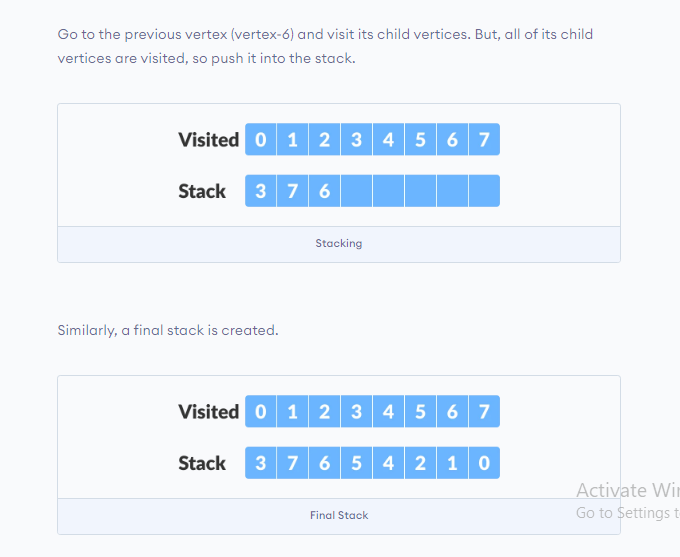 Go to the previous vertex (vertex-6) and visit its child vertices. But, all of its child
vertices are visited, so push it into the stack.
Visited 0 1 2 3 4 5 6 7
Stack 3 7 6
Stacking
Similarly, a final stack is created.
Visited 0 1 2 3 4 5 6 7
Stack 3 7 6 5 4 2 1 0
Activate Wi
Go to Settings t
Final Stack